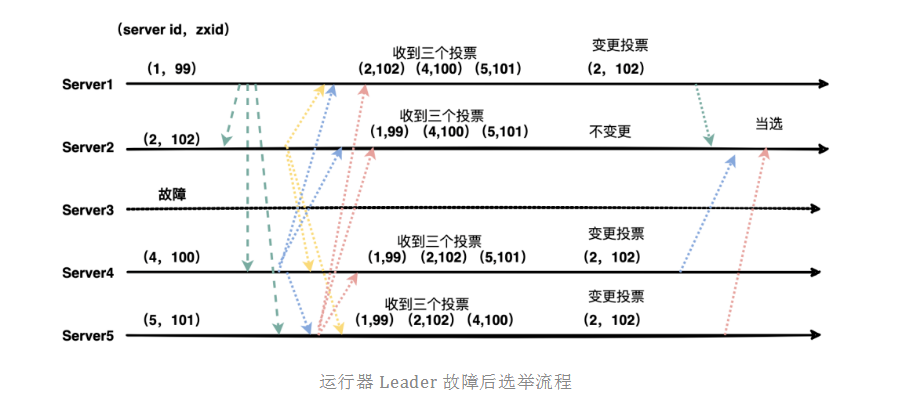 (server id, zxid)
收到三个投票 变更投票
(1, 99) (2,102) (4,100) (5,101) (2, 102)
Server1
收到三个投票 当选
(2, 102) (1,99) (4,100) (5,101) 不变更
Server2
故障
Server3
收到三个投票 变更投票
(4, 100) (1,99) (2,102) (5,101) (2, 102)
Server4
收到三个投票 变更投票
(5, 101) (1,99) (2,102) (4,100) (2, 102)
Server5
运行器 Leader 故障后选举流程